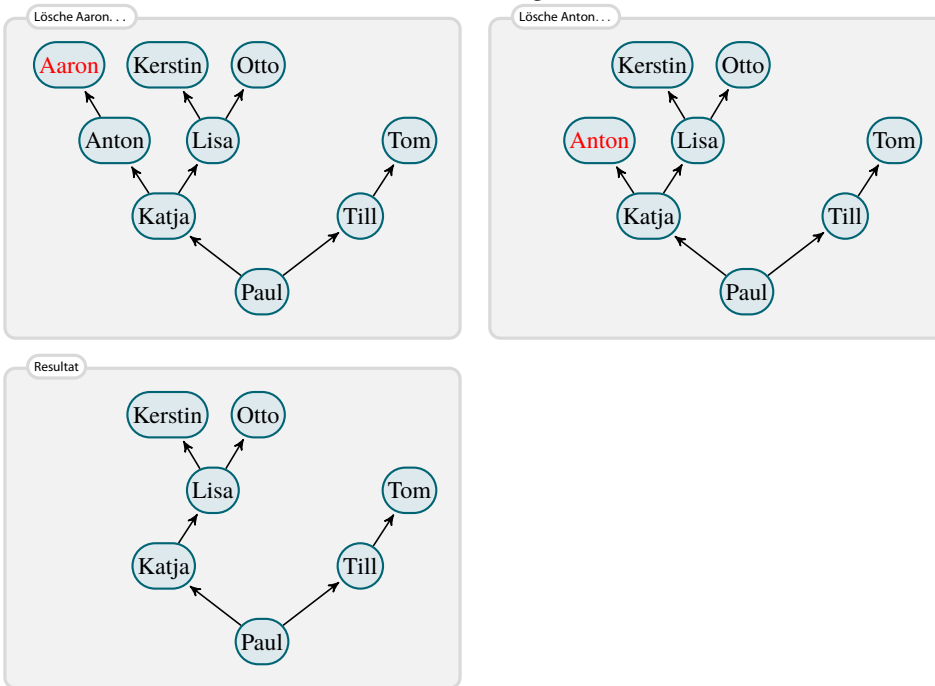 Lösche Aaron. . .
Aaron Kerstin Otto
Anton Lisa Tom
Katja Till
Paul
Lösche Anton. . .
Kerstin Otto
Anton Lisa Tom
Katja Till
Paul
Resultat
Kerstin Otto
Lisa Tom
Katja Till
Paul